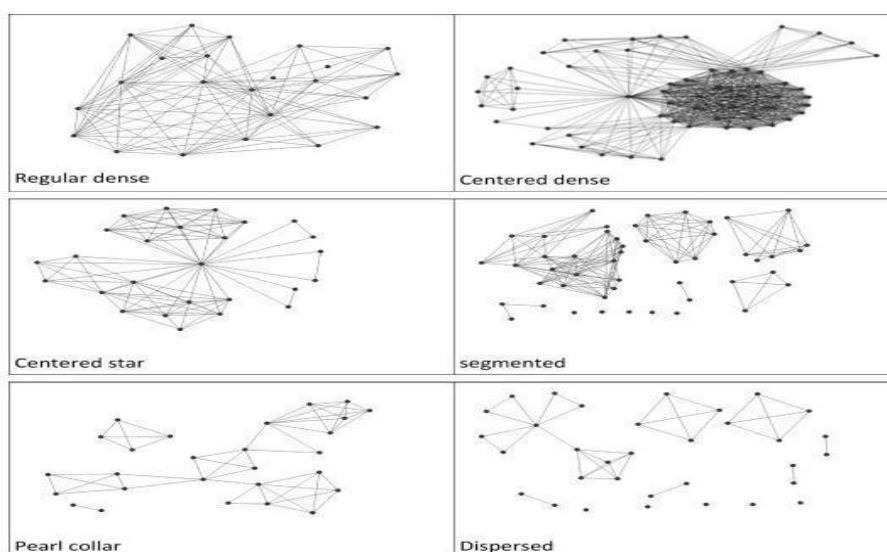 Regular dense
Centered dense
Centered star
segmented
Pearl collar
Dispersed